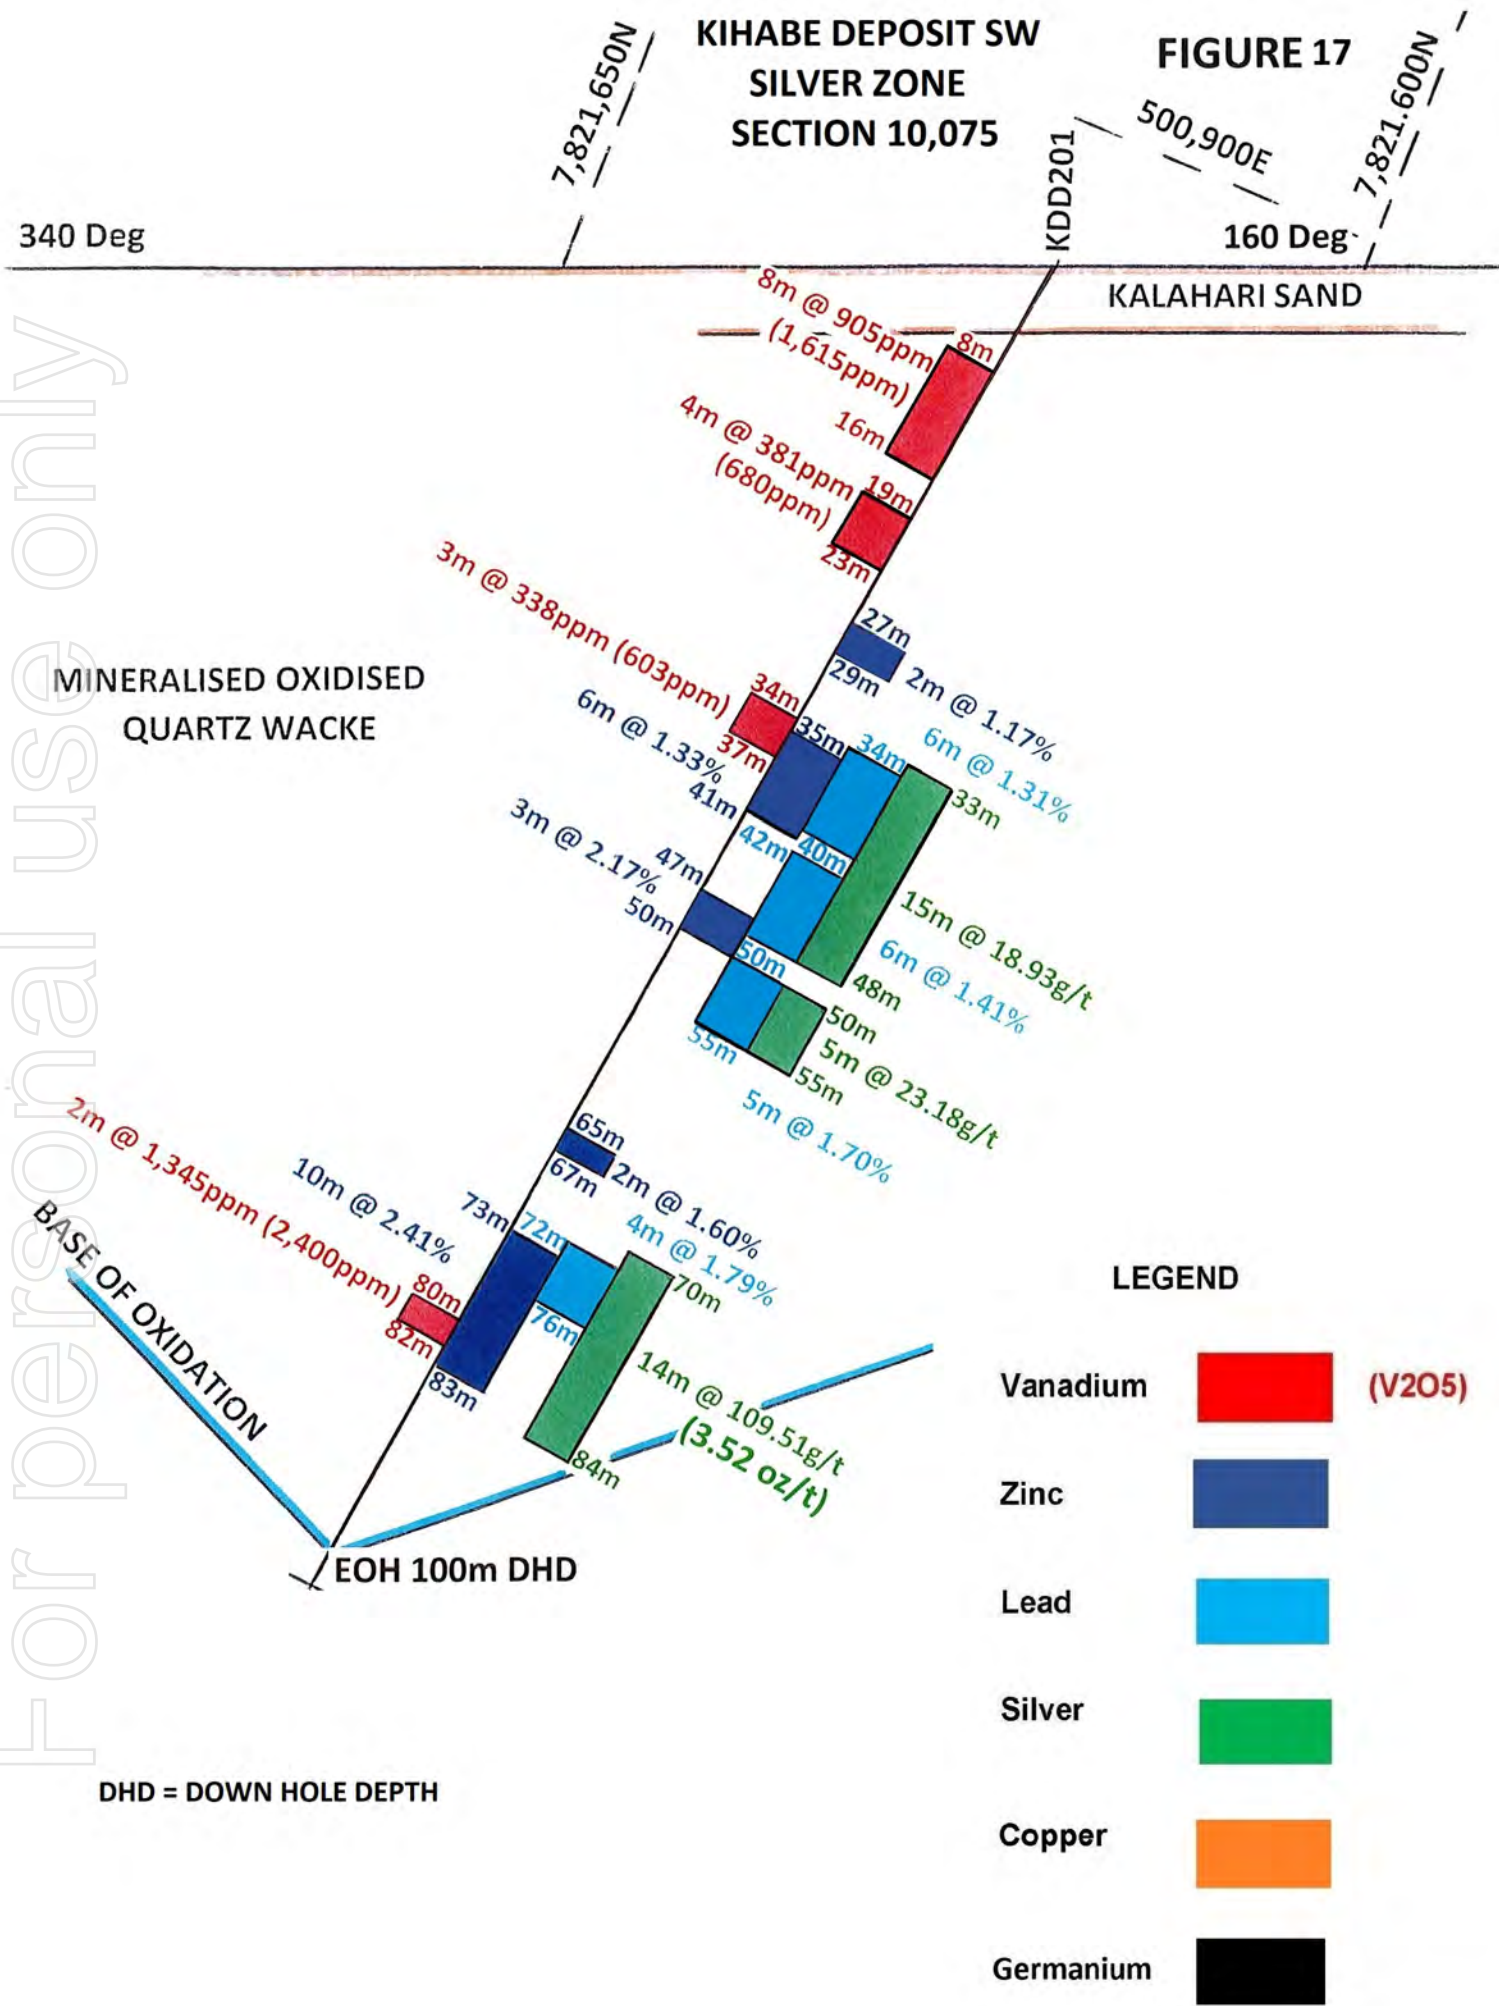 KIHABE DEPOSIT SW
SILVER ZONE
SECTION 10,075
FIGURE 17
7,821,650N
7,821.600N
500,900E
KDD201
340 Deg
160 Deg
KALAHARI SAND
8m @ 905ppm
(1,615ppm)
8m
16m
4m @ 381ppm
(680ppm)
19m
23m
3m @ 338ppm (603ppm)
27m
29m
2m @ 1.17%
MINERALISED OXIDISED
QUARTZ WACKE
34m
37m
6m @ 1.33%
35m
41m
34m
6m @ 1.31%
40m
33m
42m
3m @ 2.17%
47m
50m
15m @ 18.93g/t
6m @ 1.41%
50m
48m
50m
5m @ 23.18g/t
55m
55m
5m @ 1.70%
65m
67m
2m @ 1.60%
2m @ 1,345ppm (2,400ppm)
10m @ 2.41%
73m
72m
4m @ 1.79%
70m
76m
80m
82m
83m
14m @ 109.51g/t
(3.52 oz/t)
84m
BASE OF OXIDATION
EOH 100m DHD
DHD = DOWN HOLE DEPTH
LEGEND
Vanadium
(V2O5)
Zinc
Lead
Silver
Copper
Germanium
For personal use only